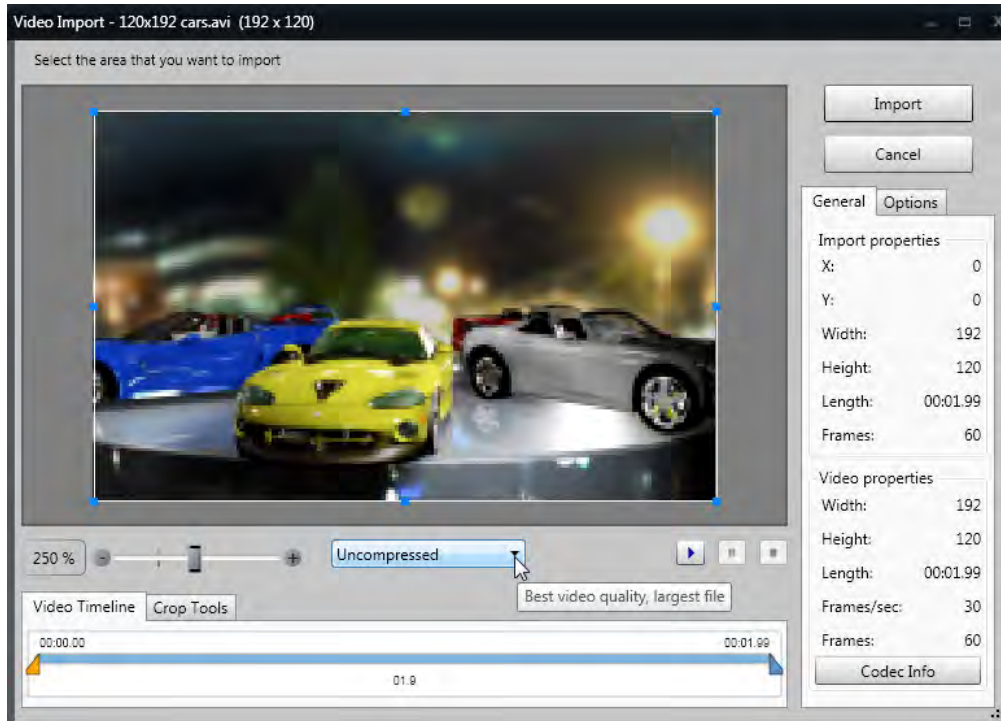 Video Import - 120x192 cars.avi (192 x 120)
Select the area that you want to import
Import
Cancel
General Options
Import properties
X: 0
Y: 0
Width: 192
Height: 120
Length: 00:01.99
Frames: 60
Video properties
Width: 192
Height: 120
Length: 00:01.99
Frames/sec: 30
Frames: 60
Codec Info
250 %
Uncompressed
Best video quality, largest file
Video Timeline Crop Tools
00:00.00 00:01.99
01.9